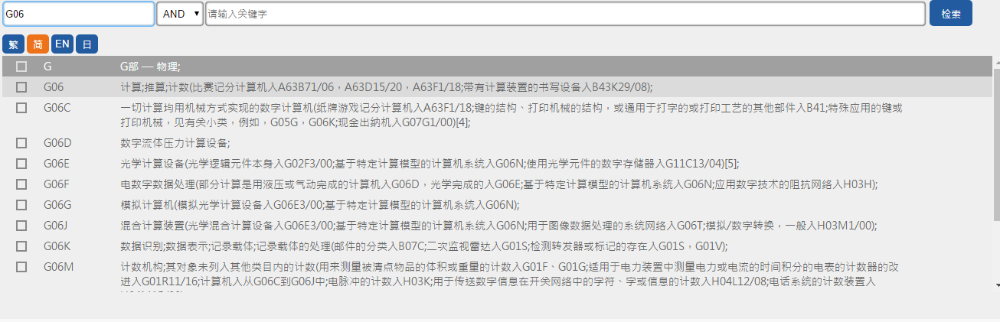 G06 AND 请输入关键字 检索
繁 简 EN 日
G G部 — 物理;
G06 计算;推算;计数(比赛记分计算机入A63B71/06，A63D15/20，A63F1/18;带有计算装置的书写设备入B43K29/08);
G06C 一切计算均用机械方式实现的数字计算机(纸牌游戏记分计算机入A63F1/18;键的结构、打印机械的结构，或通用于打字的或打印工艺的其他部件入B41;特殊应用的键或
打印机械，见有关小类，例如，G05G，G06K;现金出纳机入G07G1/00)[4];
G06D 数字流体压力计算设备;
G06E 光学计算设备(光学逻辑元件本身入G02F3/00;基于特定计算模型的计算机系统入G06N;使用光学元件的数字存储器入G11C13/04)[5];
G06F 电数字数据处理(部分计算是用液压或气动完成的计算机入G06D，光学完成的入G06E;基于特定计算模型的计算机系统入G06N;应用数字技术的阻抗网络入H03H);
G06G 模拟计算机(模拟光学计算设备入G06E3/00;基于特定计算模型的计算机系统入G06N);
G06J 混合计算装置(光学混合计算设备入G06E3/00;基于特定计算模型的计算机系统入G06N;用于图像数据处理的系统网络入G06T;模拟/数字转换，一般入H03M1/00);
G06K 数据识别;数据表示;记录载体;记录载体的处理(邮件的分类入B07C;二次监视雷达入G01S;检测转发器或标记的存在入G01S，G01V);
G06M 计数机构;其对象未列入其他类目内的计数(用来测量被清点物品的体积或重量的计数入G01F、G01G;适用于电力装置中测量电力或电流的时间积分的电表的计数器的改
进入G01R11/16;计算机入从G06C到G06J中;电脉冲的计数入H03K;用于传送数字信息在开关网络中的字符、字或信息的计数入H04L12/08;电话系统的计数装置入